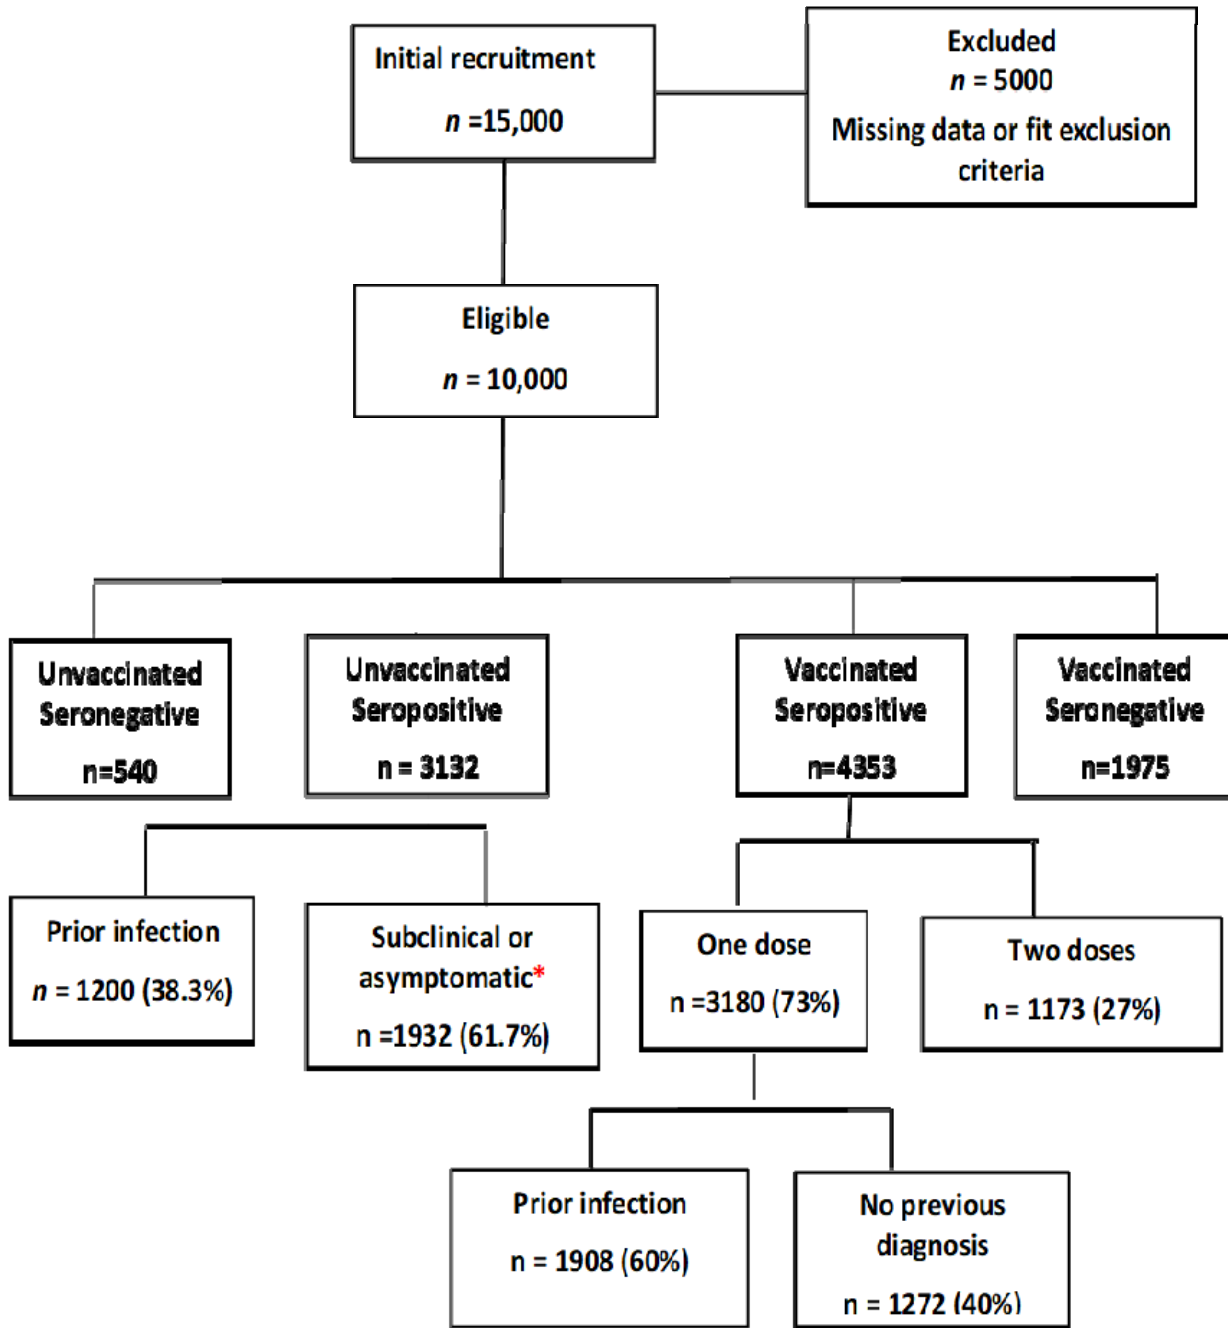 Initial recruitment
n =15,000
Excluded
n = 5000
Missing data or fit exclusion
criteria
Eligible
n = 10,000
Unvaccinated
Seronegative
n=540
Unvaccinated
Seropositive
n = 3132
Vaccinated
Seropositive
n=4353
Vaccinated
Seronegative
n=1975
Prior infection
n = 1200 (38.3%)
Subclinical or
asymptomatic*
n =1932 (61.7%)
One dose
n =3180 (73%)
Two doses
n = 1173 (27%)
Prior infection
n = 1908 (60%)
No previous
diagnosis
n = 1272 (40%)